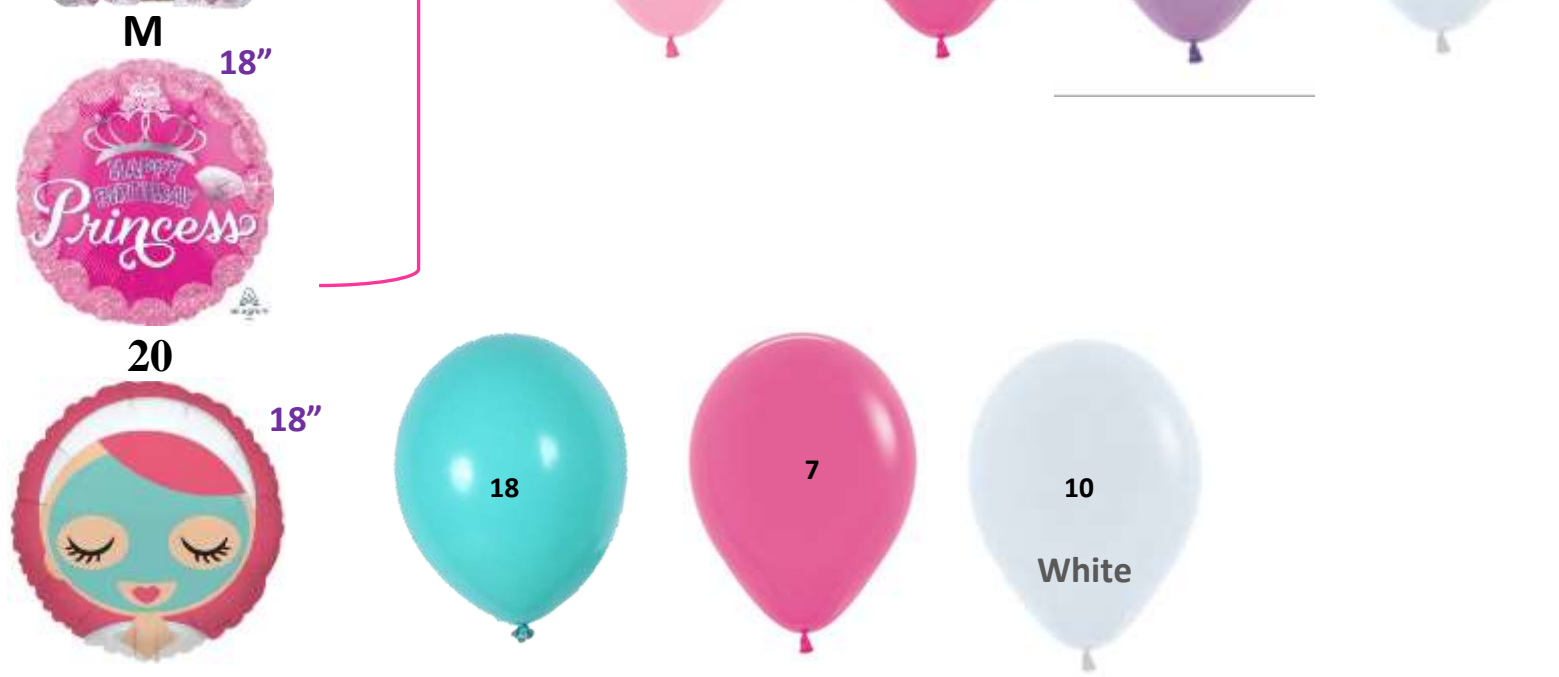 M
18”
HAPPY
BIRTHDAY
Princess
20
18”
18
7
10
White